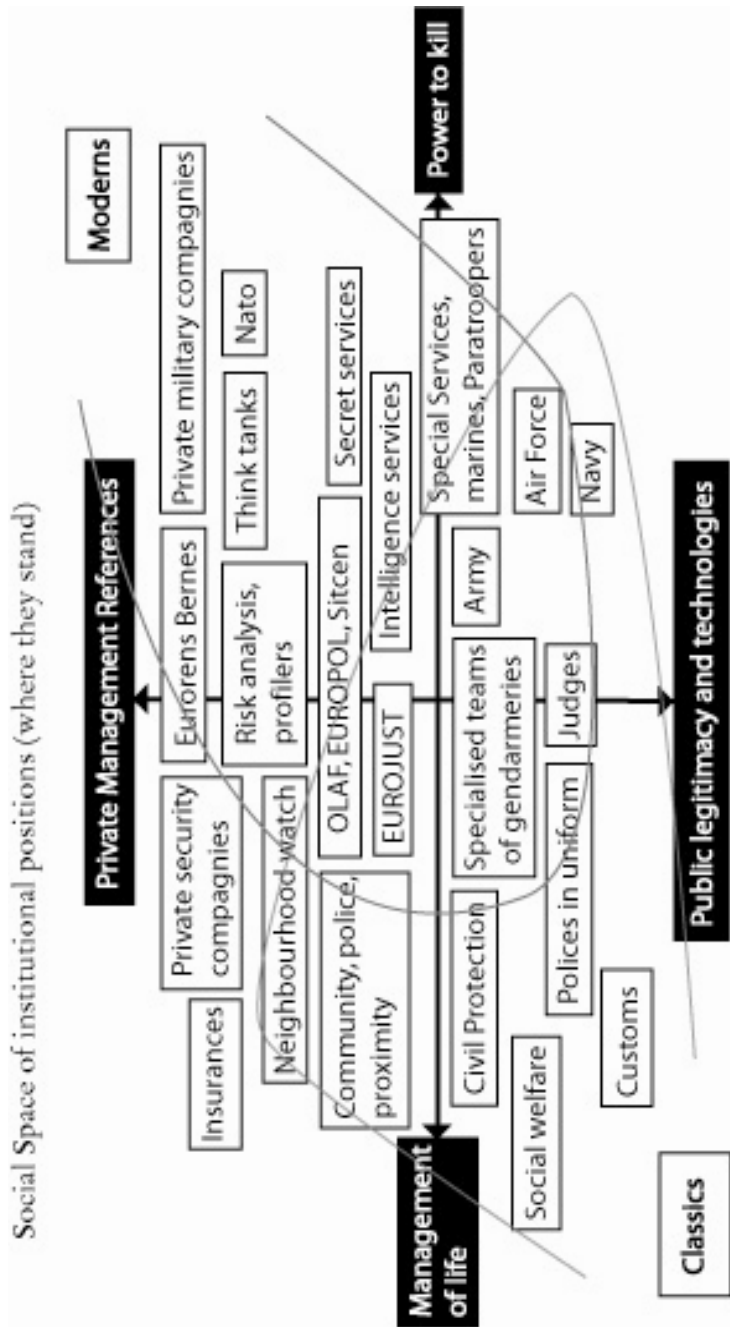 Social Space of institutional positions (where they stand)
Private Management References
Moderns
Insurances
Private security
compagnies
Eurorens Bernes
Private military compagnies
Neighbourhood watch
Risk analysis,
profilers
Think tanks
Nato
Community, police,
proximity
OLAF, EUROPOL, Sitcen
Secret services
EUROJUST
Intelligence services
Management
of life
Power to kill
Civil Protection
Specialised teams
of gendarmeries
Army
Special Services,
marines, Paratroopers
Social welfare
Polices in uniform
Judges
Air Force
Customs
Navy
Classics
Public legitimacy and technologies